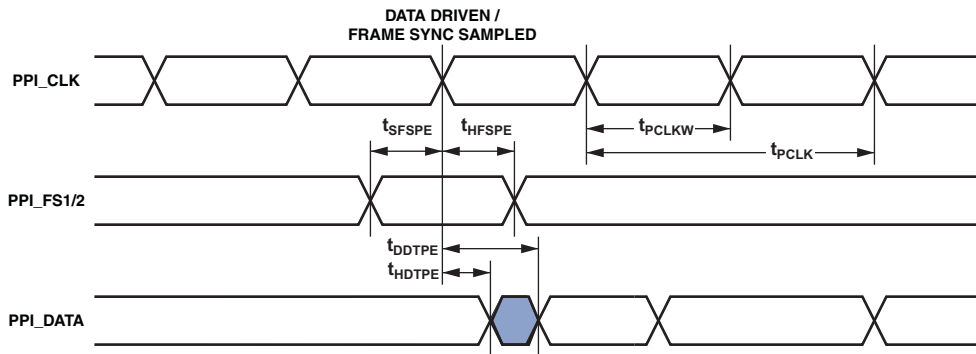 DATA DRIVEN /
FRAME SYNC SAMPLED
PPI_CLK
tSFSPE
tHFSPE
tPCLKW
tPCLK
PPI_FS1/2
tDDTPE
tHDTPE
PPI_DATA